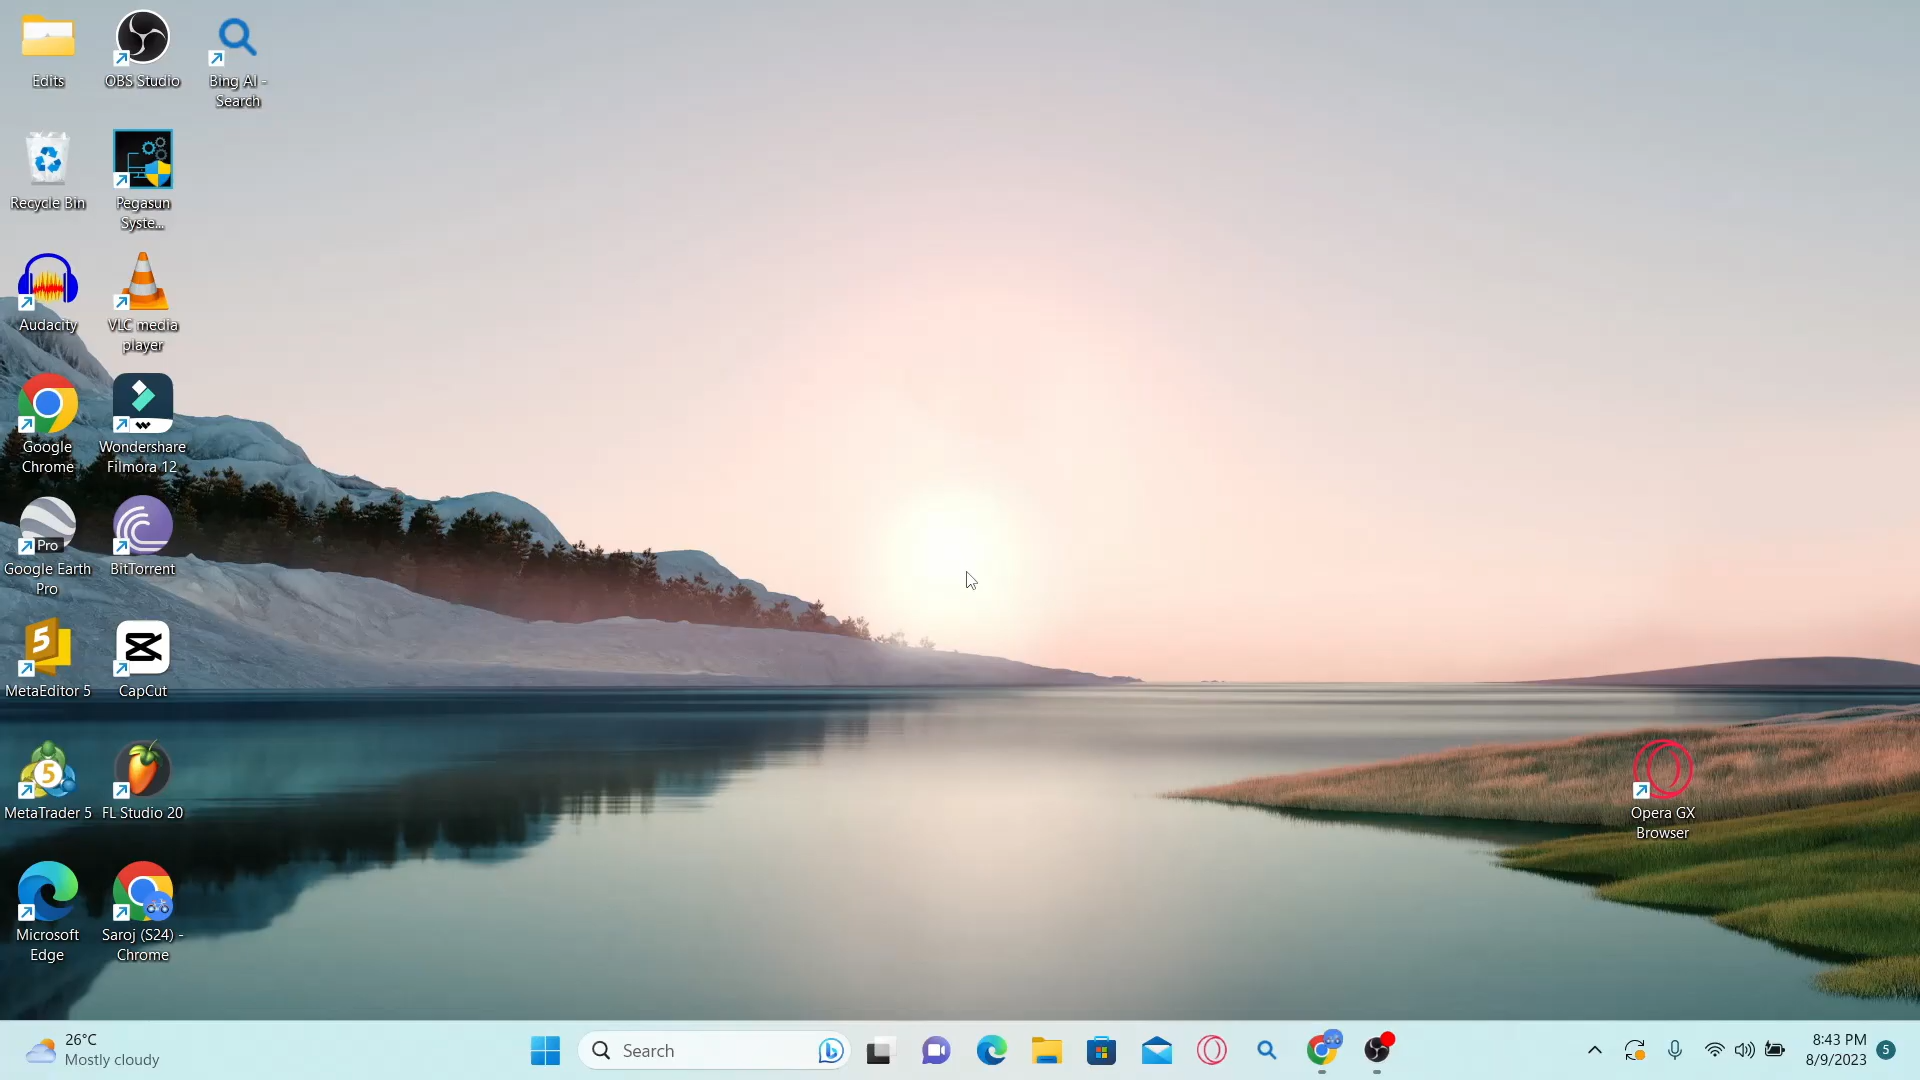 Edits
OBS Studio
Bing AI -
Search
Recycle Bin
Pegasun
Syste...
Audacity
VLC media
player
Google
Chrome
Wondershare
Filmora 12
Pro
Google Earth
Pro
BitTorrent
5
MetaEditor 5
CapCut
5
MetaTrader 5
FL Studio 20
Opera GX
Browser
Microsoft
Edge
Saroj (S24) -
Chrome
26°C
Mostly cloudy
Search
8:43 PM
8/9/2023
5